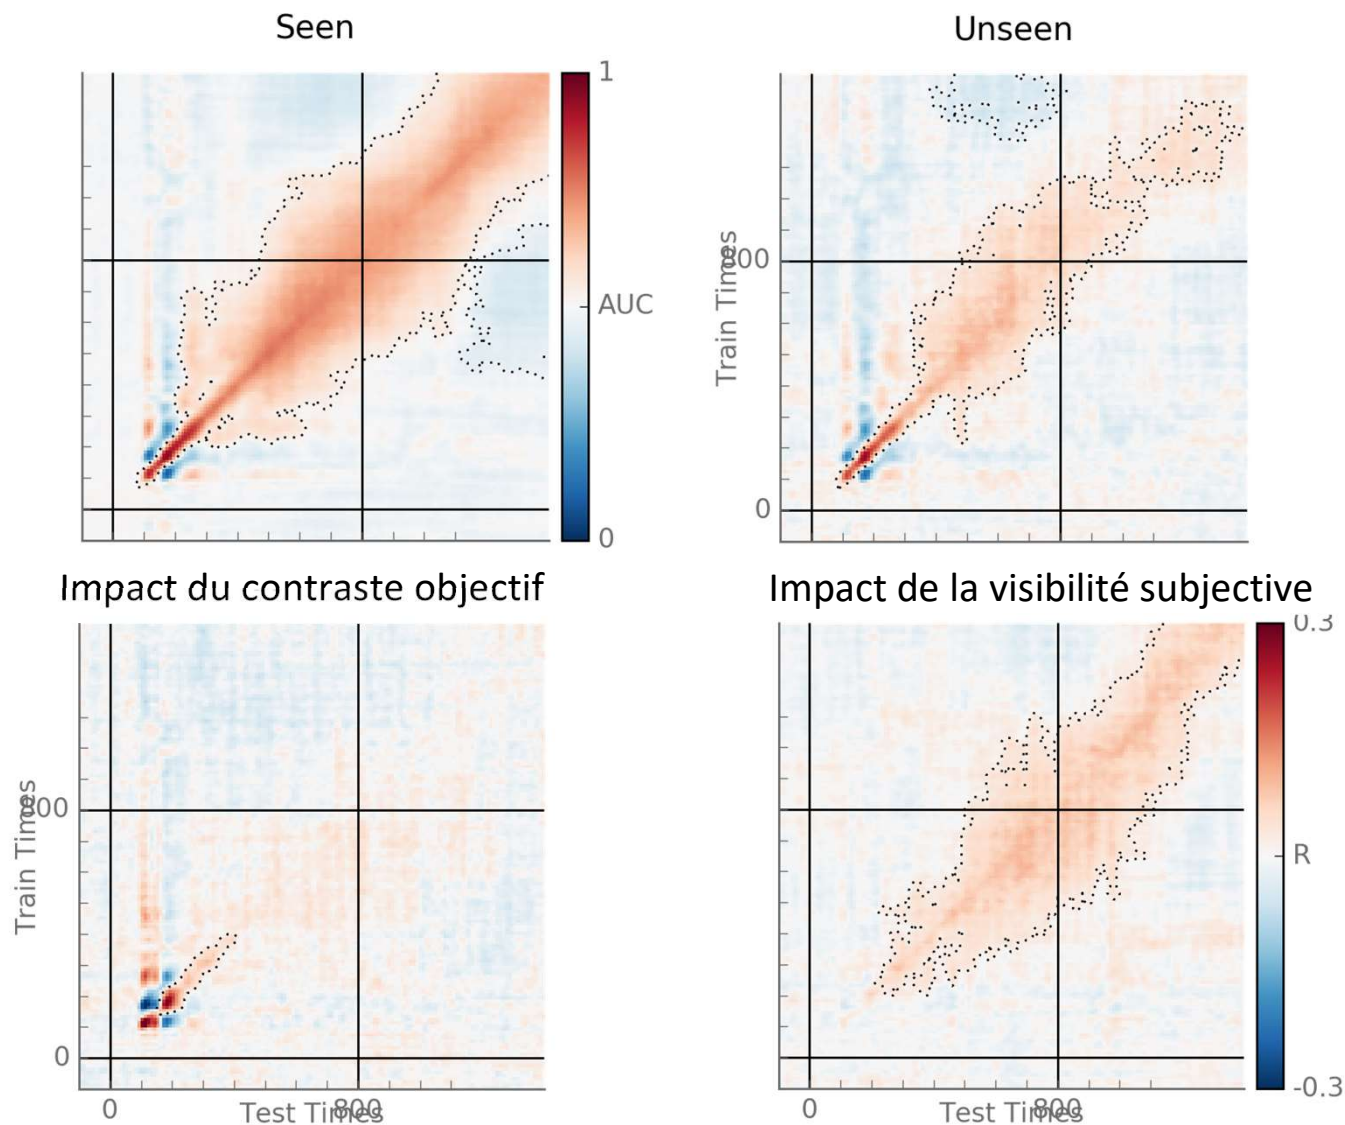 Seen
Unseen
1
AUC
0
Train Times
800
0
Impact du contraste objectif
Impact de la visibilité subjective
0.3
R
-0.3
Train Times
800
0
0
Test Times
800
0
Test Times
800